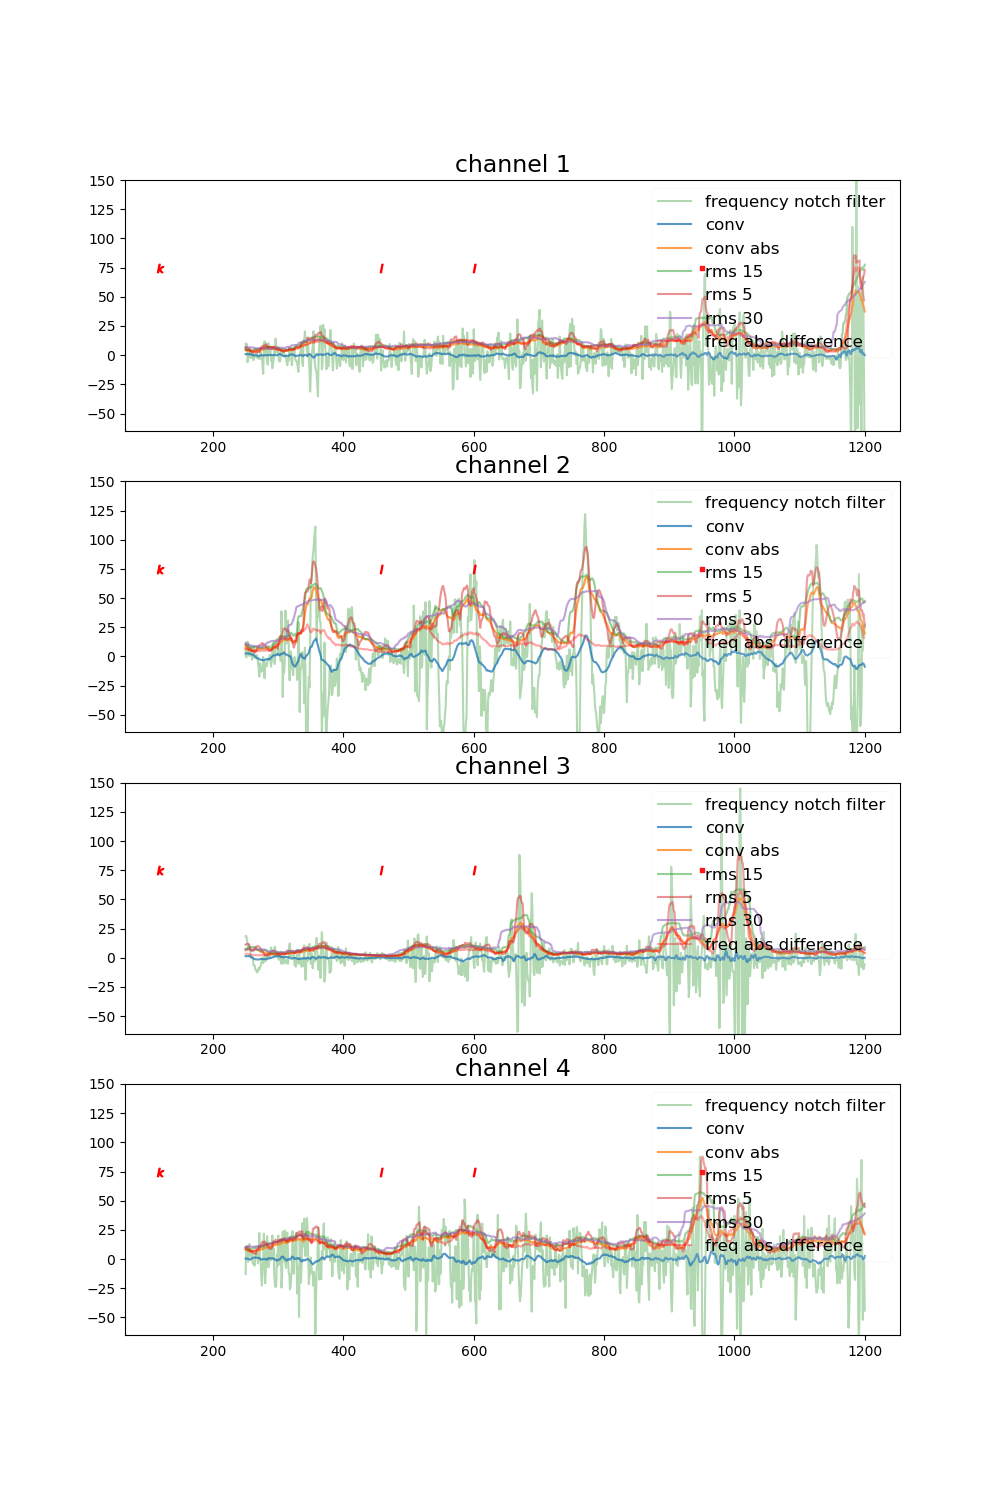 channel 1
150
125
100
75
50
25
0
−25
−50
k l l
frequency notch filter
conv
conv abs
rms 15
rms 5
rms 30
freq abs difference
200 400 600 800 1000 1200
channel 2
150
125
100
75
50
25
0
−25
−50
k l l
frequency notch filter
conv
conv abs
rms 15
rms 5
rms 30
freq abs difference
200 400 600 800 1000 1200
channel 3
150
125
100
75
50
25
0
−25
−50
k l l
frequency notch filter
conv
conv abs
rms 15
rms 5
rms 30
freq abs difference
200 400 600 800 1000 1200
channel 4
150
125
100
75
50
25
0
−25
−50
k l l
frequency notch filter
conv
conv abs
rms 15
rms 5
rms 30
freq abs difference
200 400 600 800 1000 1200